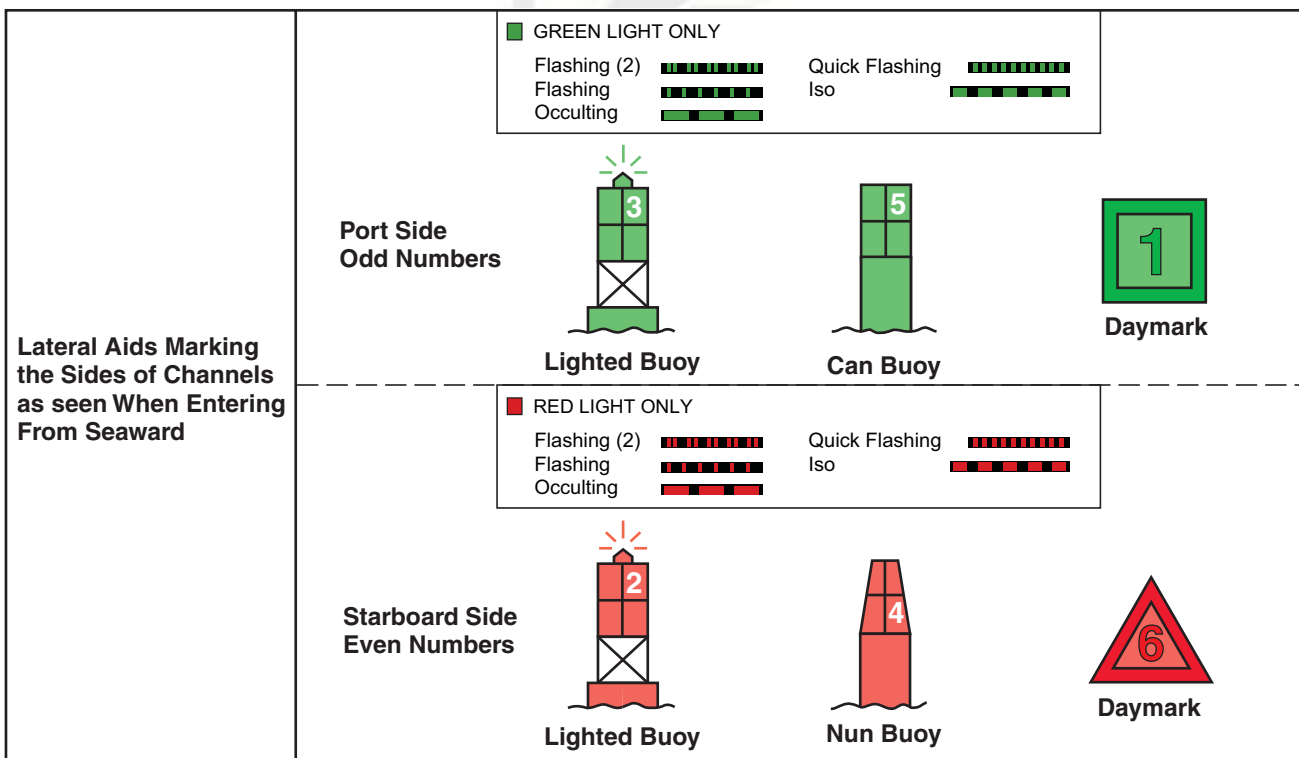 GREEN LIGHT ONLY
Flashing (2)
Quick Flashing
Flashing
Iso
Occulting
Port Side
Odd Numbers
3
5
1
Lighted Buoy
Can Buoy
Daymark
Lateral Aids Marking
the Sides of Channels
as seen When Entering
From Seaward
RED LIGHT ONLY
Flashing (2)
Quick Flashing
Flashing
Iso
Occulting
Starboard Side
Even Numbers
2
4
6
Lighted Buoy
Nun Buoy
Daymark